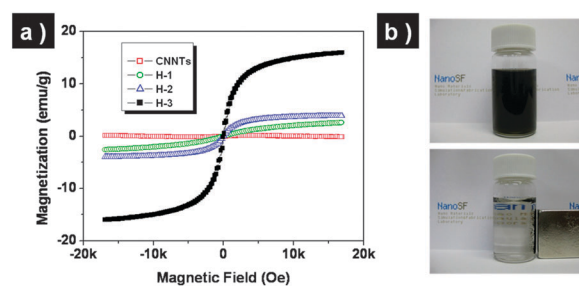 a )
b )
20
10
0
-10
-20
Magnetization (emu/g)
CNNTs
H-1
H-2
H-3
-20k
-10k
0
10k
20k
Magnetic Field (Oe)
NanoSF
NanoSF